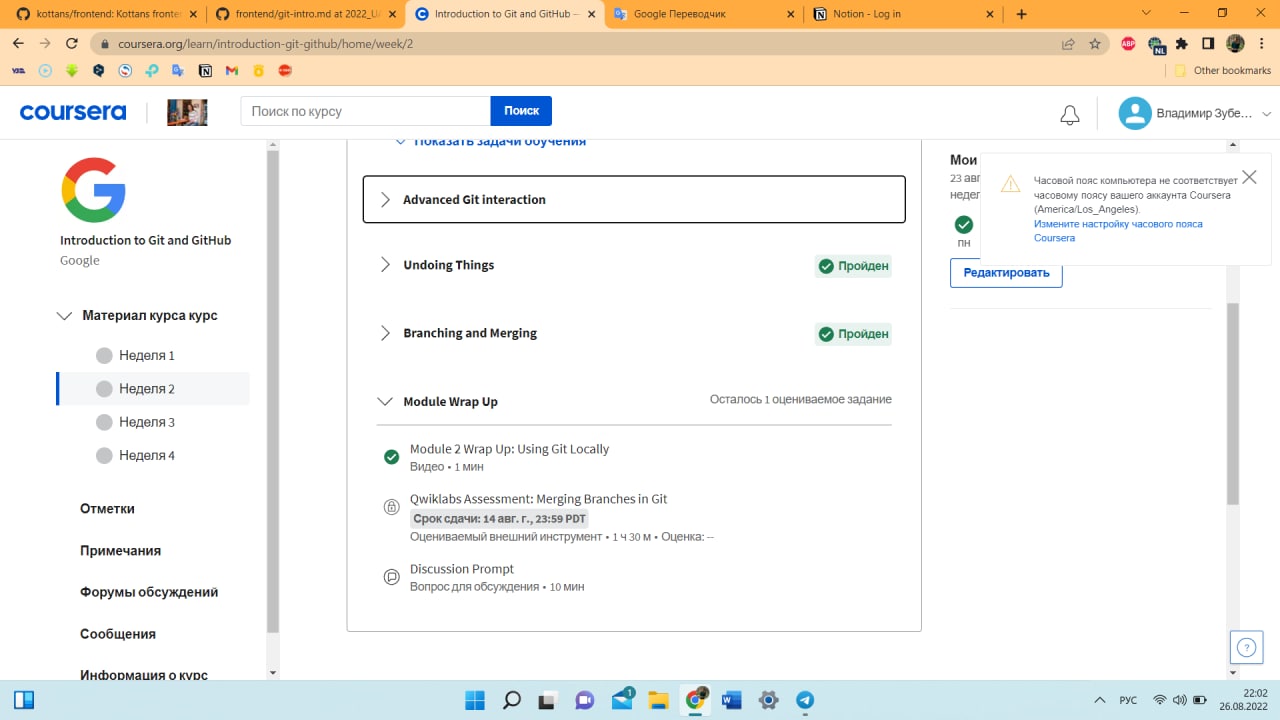 kottans/frontend: Kottans fronte
frontend/git-intro.md at 2022_UA
Introduction to Git and GitHub –
Google Переводчик
Notion - Log in
coursera.org/learn/introduction-git-github/home/week/2
ABP
NL
Other bookmarks
coursera
Поиск по курсу
Поиск
Владимир Зубе...
Introduction to Git and GitHub
Google
Материал курса курс
Неделя 1
Неделя 2
Неделя 3
Неделя 4
Отметки
Примечания
Форумы обсуждений
Сообщения
Информация о курс
Показать задачи обучения
Advanced Git interaction
Undoing Things
Пройден
Branching and Merging
Пройден
Module Wrap Up
Осталось 1 оцениваемое задание
Module 2 Wrap Up: Using Git Locally
Видео • 1 мин
Qwiklabs Assessment: Merging Branches in Git
Срок сдачи: 14 авг. г., 23:59 PDT
Оцениваемый внешний инструмент • 1 ч 30 м • Оценка: --
Discussion Prompt
Вопрос для обсуждения • 10 мин
Мои
23 авг
недел
пн
Редактировать
Часовой пояс компьютера не соответствует
часовому поясу вашего аккаунта Coursera
(America/Los_Angeles).
Измените настройку часового пояса
Coursera
1
РУС
22:02
26.08.2022